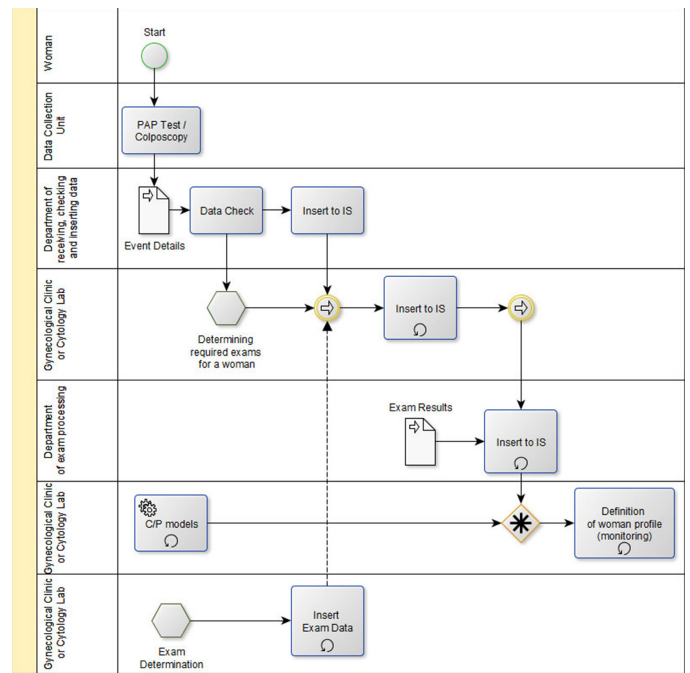 Woman
Start
Data Collection
Unit
PAP Test /
Colposcopy
Department of
receiving, checking
and inserting data
Event Details
Data Check
Insert to IS
Gynecological Clinic
or Cytology Lab
Determining
required exams
for a woman
Insert to IS
Department
of exam processing
Exam Results
Insert to IS
Gynecological Clinic
or Cytology Lab
C/P models
Definition
of woman profile
(monitoring)
Gynecological Clinic
or Cytology Lab
Exam
Determination
Insert
Exam Data